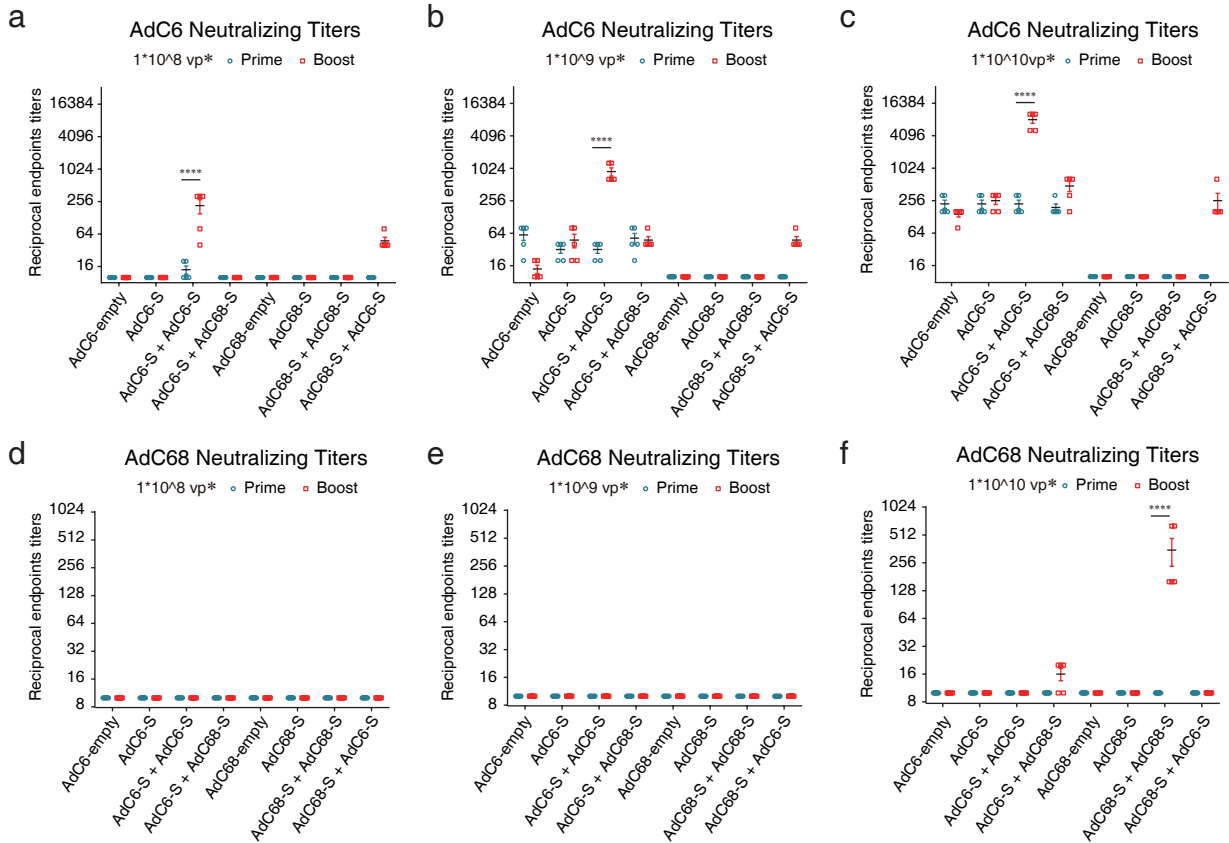 a
AdC6 Neutralizing Titers
1*10^8 vp* Prime Boost
Reciprocal endpoints titers
16384
4096
1024
256
64
16
****
AdC6-empty
AdC6-S
AdC6-S + AdC6-S
AdC6-S + AdC68-S
AdC68-empty
AdC68-S
AdC68-S + AdC68-S
AdC68-S + AdC6-S
b
AdC6 Neutralizing Titers
1*10^9 vp* Prime Boost
Reciprocal endpoints titers
16384
4096
1024
256
64
16
****
AdC6-empty
AdC6-S
AdC6-S + AdC6-S
AdC6-S + AdC68-S
AdC68-empty
AdC68-S
AdC68-S + AdC68-S
AdC68-S + AdC6-S
c
AdC6 Neutralizing Titers
1*10^10vp* Prime Boost
Reciprocal endpoints titers
16384
4096
1024
256
64
16
****
AdC6-empty
AdC6-S
AdC6-S + AdC6-S
AdC6-S + AdC68-S
AdC68-empty
AdC68-S
AdC68-S + AdC68-S
AdC68-S + AdC6-S
d
AdC68 Neutralizing Titers
1*10^8 vp* Prime Boost
Reciprocal endpoints titers
1024
512
256
128
64
32
16
8
AdC6-empty
AdC6-S
AdC6-S + AdC6-S
AdC6-S + AdC68-S
AdC68-empty
AdC68-S
AdC68-S + AdC68-S
AdC68-S + AdC6-S
e
AdC68 Neutralizing Titers
1*10^9 vp* Prime Boost
Reciprocal endpoints titers
1024
512
256
128
64
32
16
8
AdC6-empty
AdC6-S
AdC6-S + AdC6-S
AdC6-S + AdC68-S
AdC68-empty
AdC68-S
AdC68-S + AdC68-S
AdC68-S + AdC6-S
f
AdC68 Neutralizing Titers
1*10^10 vp* Prime Boost
Reciprocal endpoints titers
1024
512
256
128
64
32
16
8
****
AdC6-empty
AdC6-S
AdC6-S + AdC6-S
AdC6-S + AdC68-S
AdC68-empty
AdC68-S
AdC68-S + AdC68-S
AdC68-S + AdC6-S